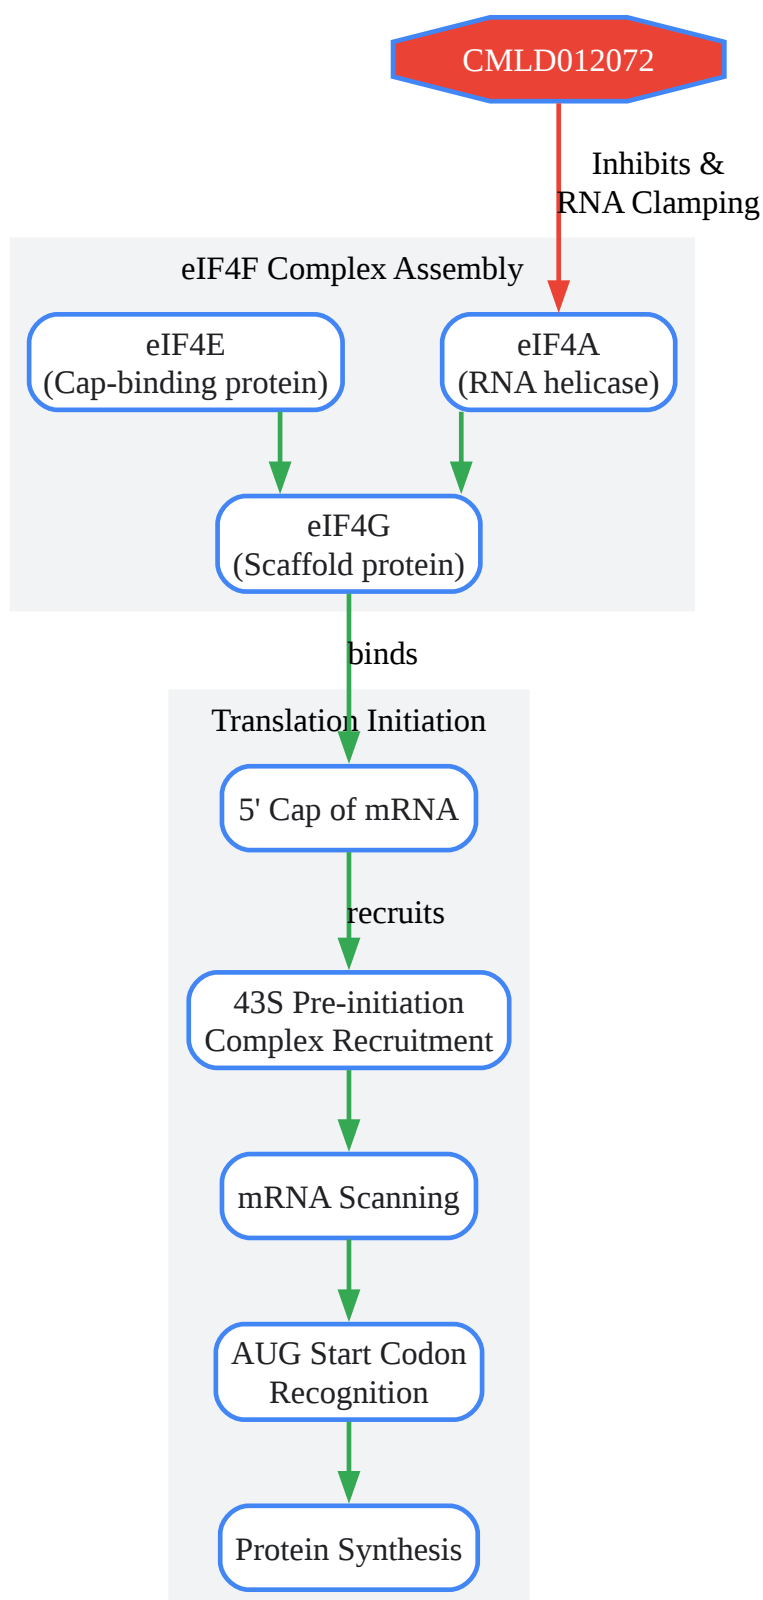 CMLD012072
Inhibits &
RNA Clamping
eIF4F Complex Assembly
eIF4E
(Cap-binding protein)
eIF4A
(RNA helicase)
eIF4G
(Scaffold protein)
binds
Translation Initiation
5' Cap of mRNA
recruits
43S Pre-initiation
Complex Recruitment
mRNA Scanning
AUG Start Codon
Recognition
Protein Synthesis